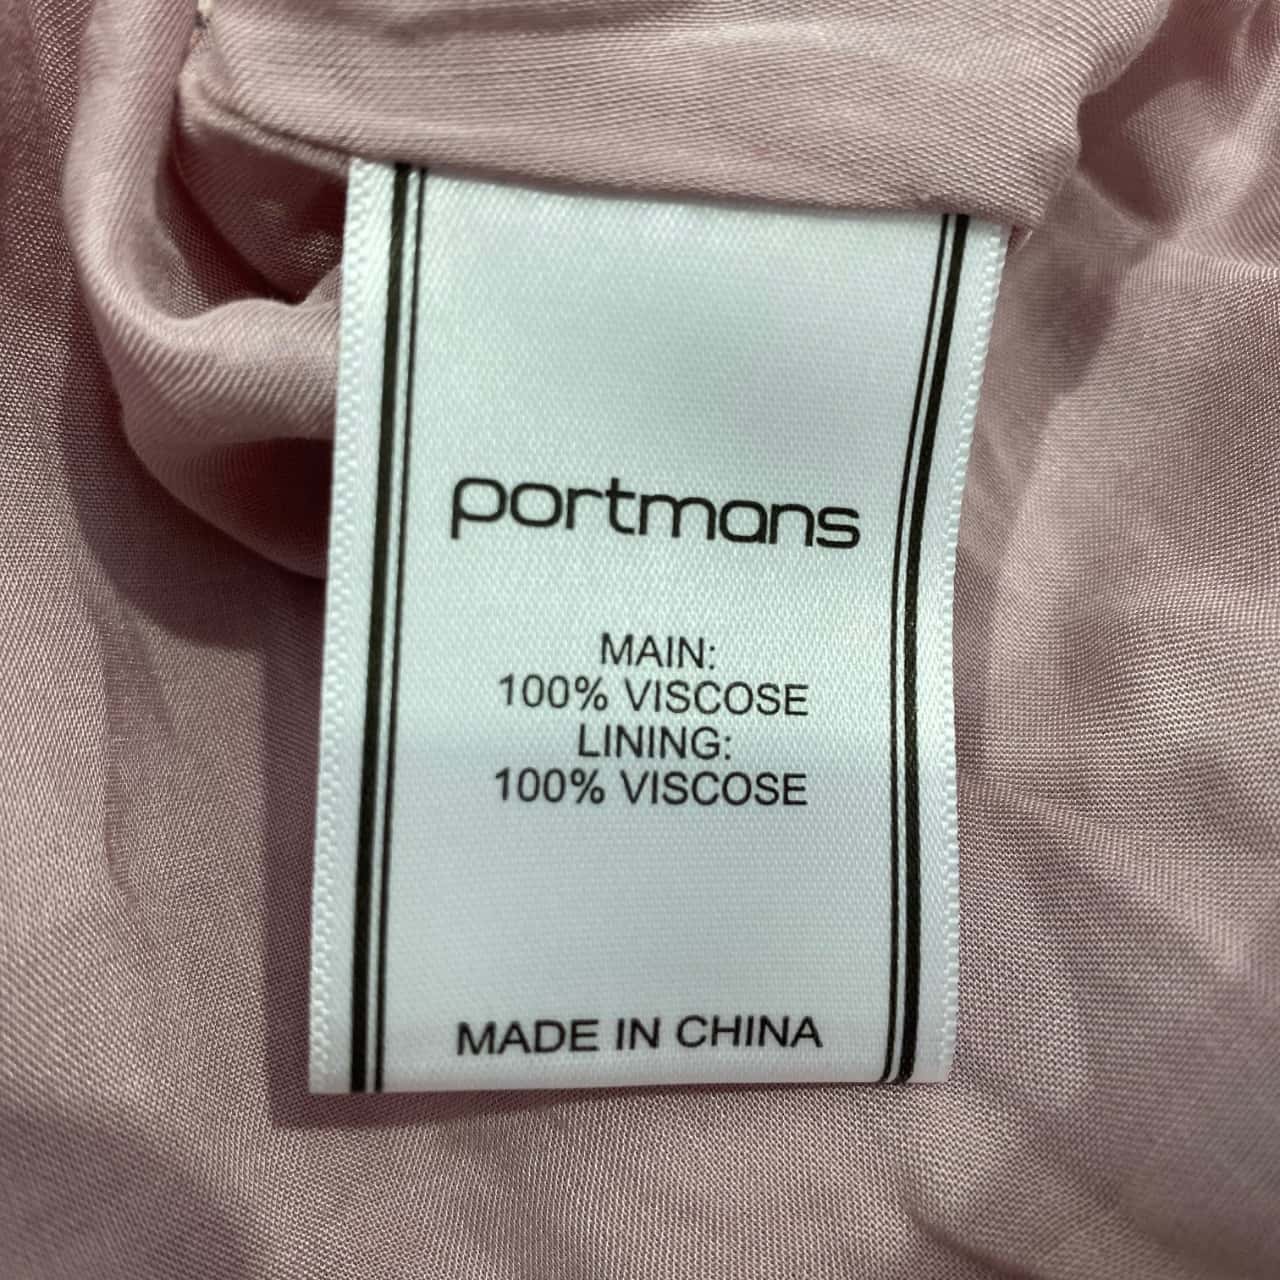 portmans
MAIN:
100% VISCOSE
LINING:
100% VISCOSE
MADE IN CHINA